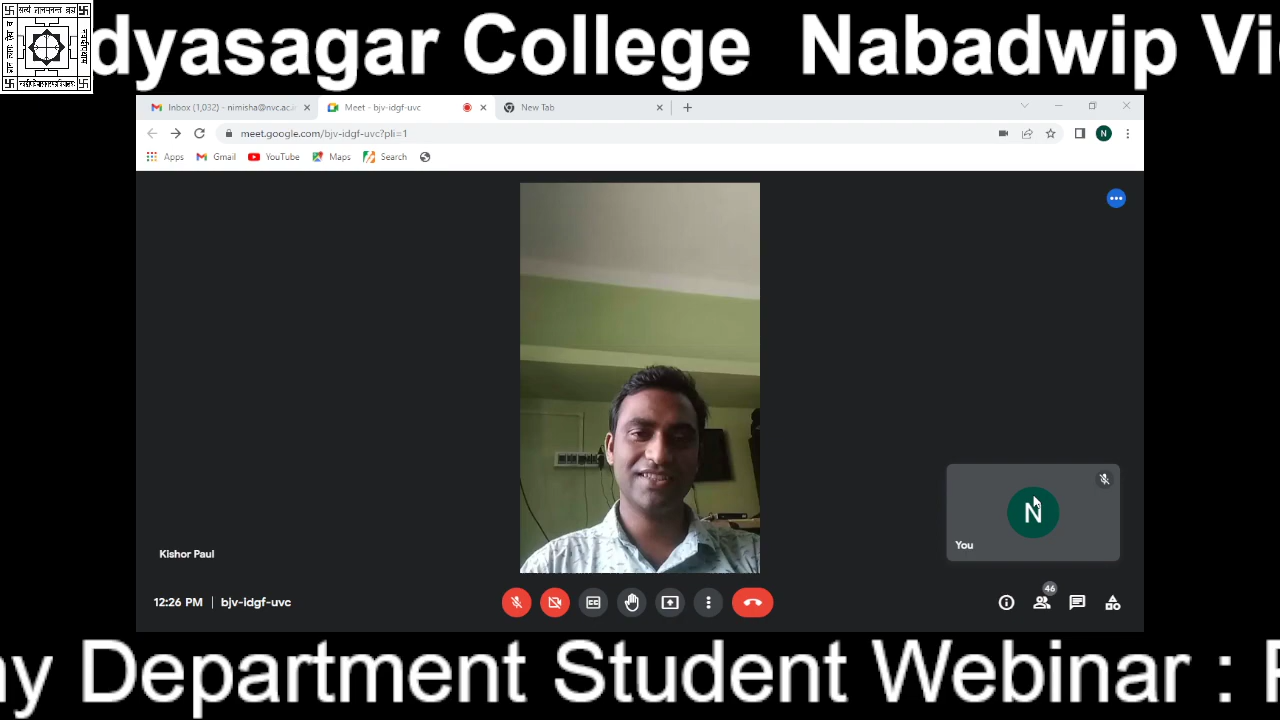 dyasagar College Nabadwip Vi
Inbox (1,032) - nimisha@nvc.ac.i
Meet - bjv-idgf-uvc
New Tab
meet.google.com/bjv-idgf-uvc?pli=1
N
Apps
Gmail
YouTube
Maps
Search
N
You
Kishor Paul
12:26 PM | bjv-idgf-uvc
CC
46
ny Department Student Webinar :